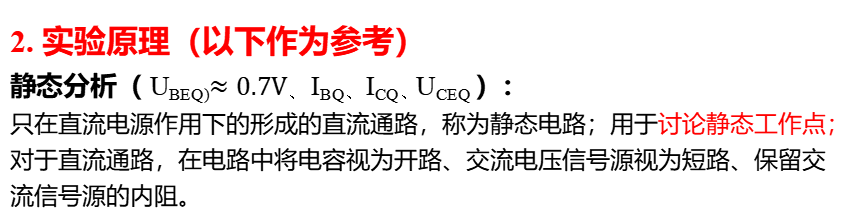 2. 实验原理（以下作为参考）
静态分析（ UBEQ)≈ 0.7V、IBQ、ICQ、UCEQ ）：
只在直流电源作用下的形成的直流通路，称为静态电路；用于讨论静态工作点；
对于直流通路，在电路中将电容视为开路、交流电压信号源视为短路、保留交
流信号源的内阻。